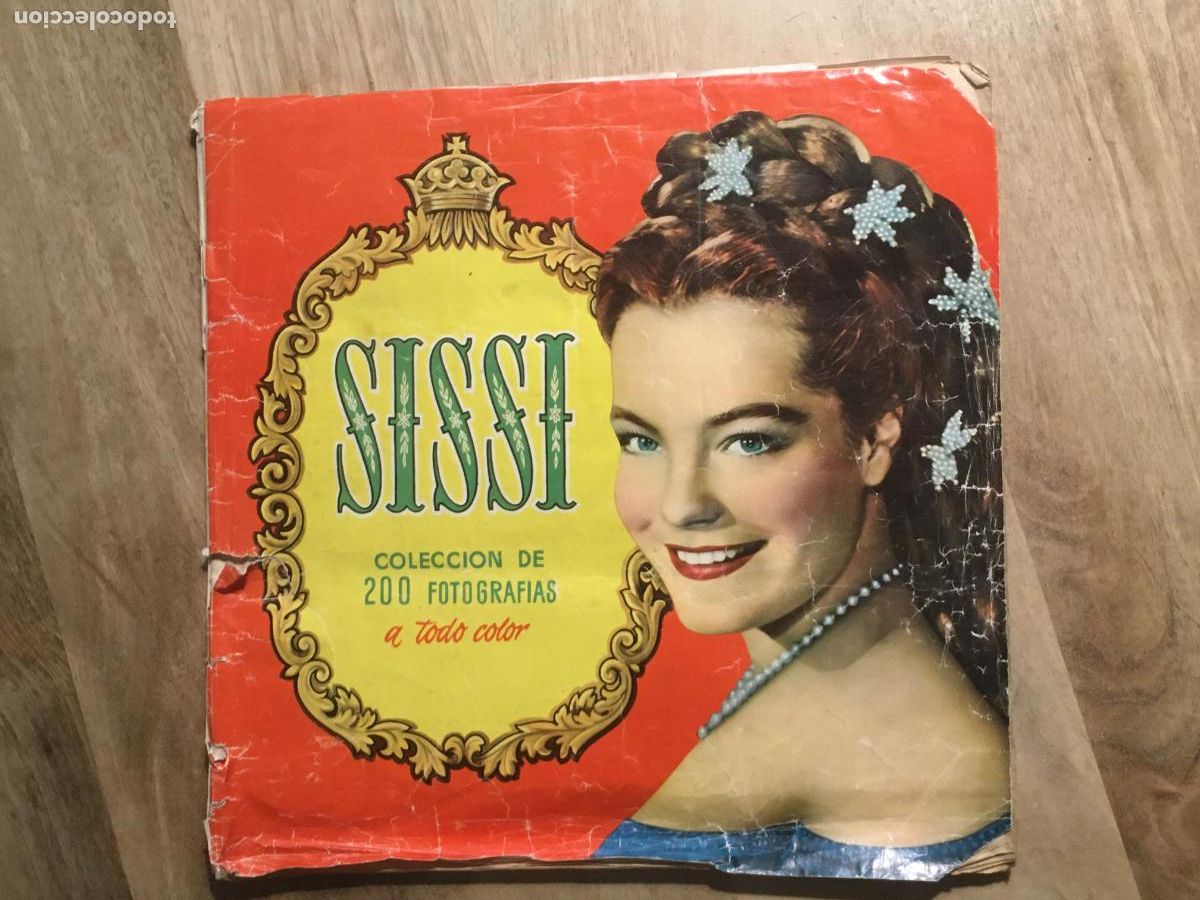 todocoleccion
SISSI
COLECCION DE
200 FOTOGRAFIAS
a todo color